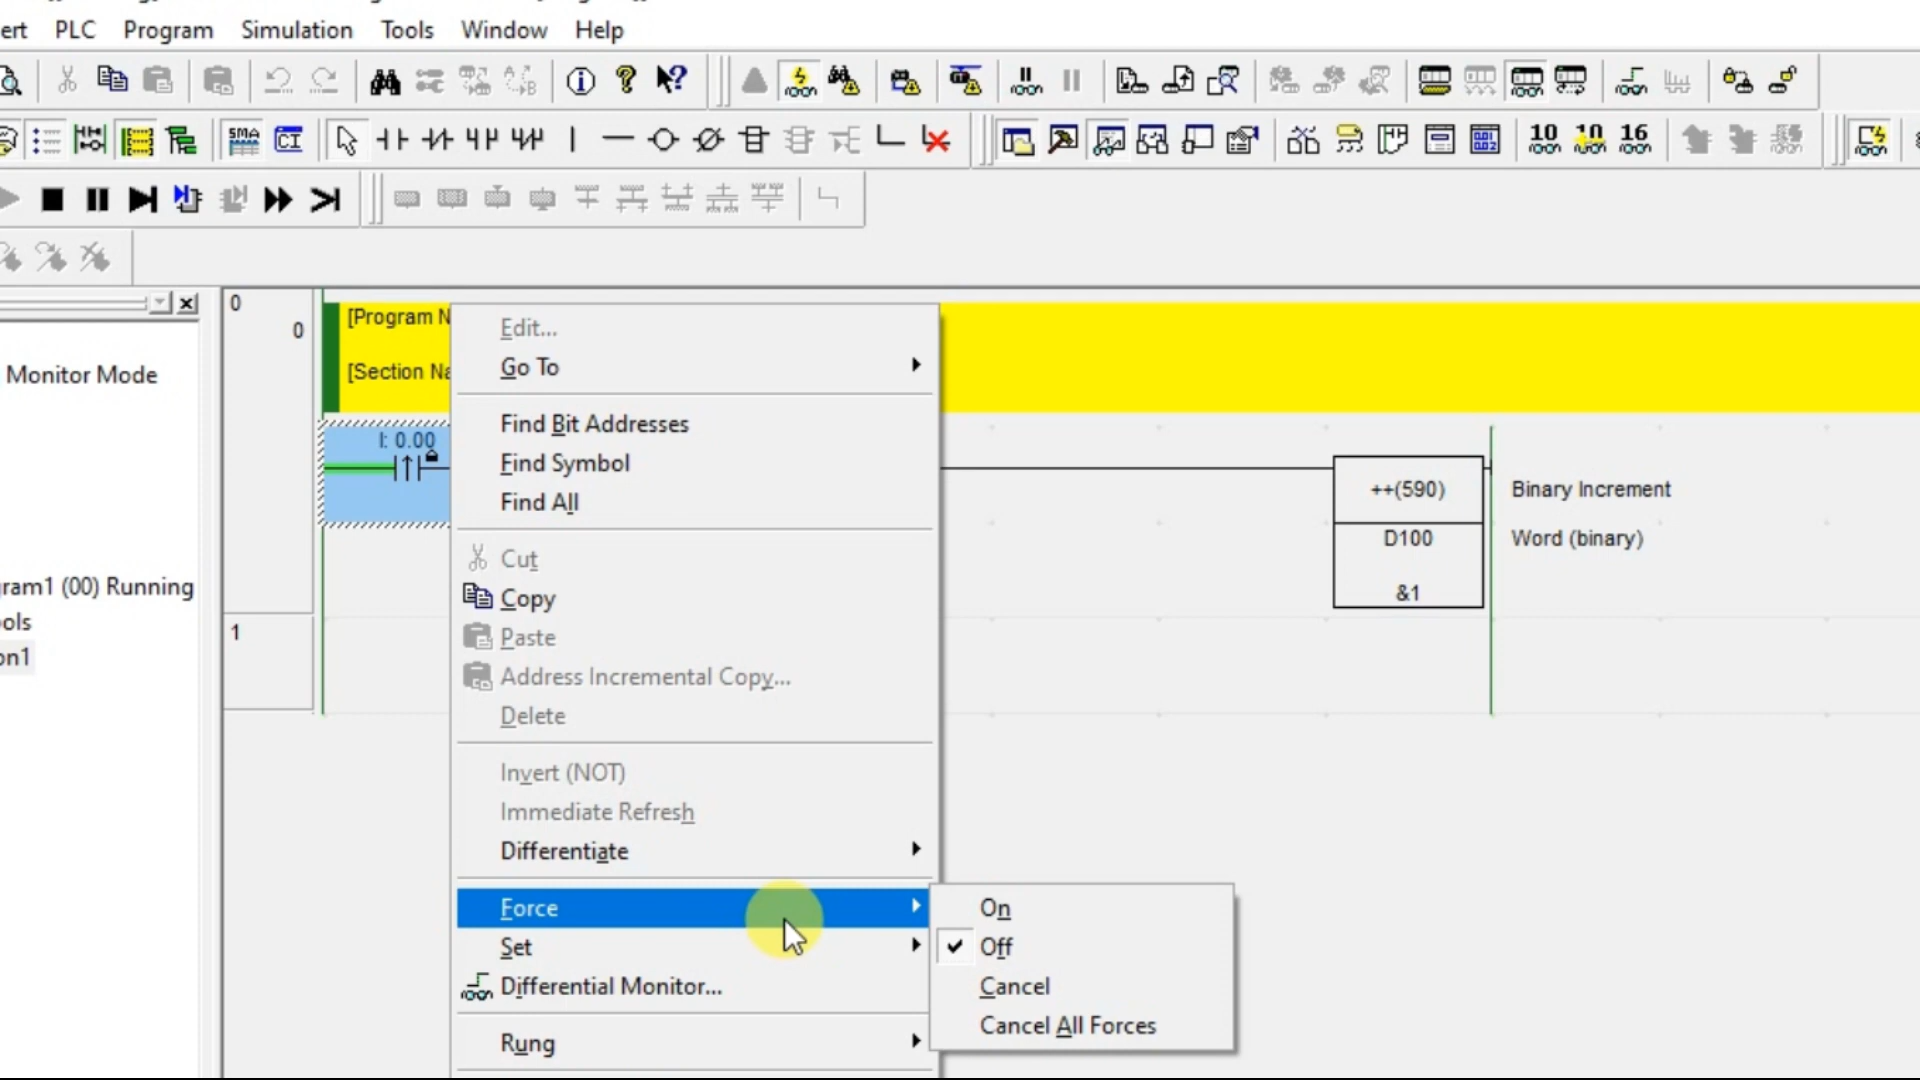 ert PLC Program Simulation Tools Window Help
SMA CI 10 10 16
0
0
[Program N
[Section Na
Monitor Mode
I: 0.00
++(590) Binary Increment
D100 Word (binary)
&1
ram1 (00) Running
ols
on1
1
Edit...
Go To
Find Bit Addresses
Find Symbol
Find All
Cut
Copy
Paste
Address Incremental Copy...
Delete
Invert (NOT)
Immediate Refresh
Differentiate
Force
Set
Differential Monitor...
Rung
On
Off
Cancel
Cancel All Forces